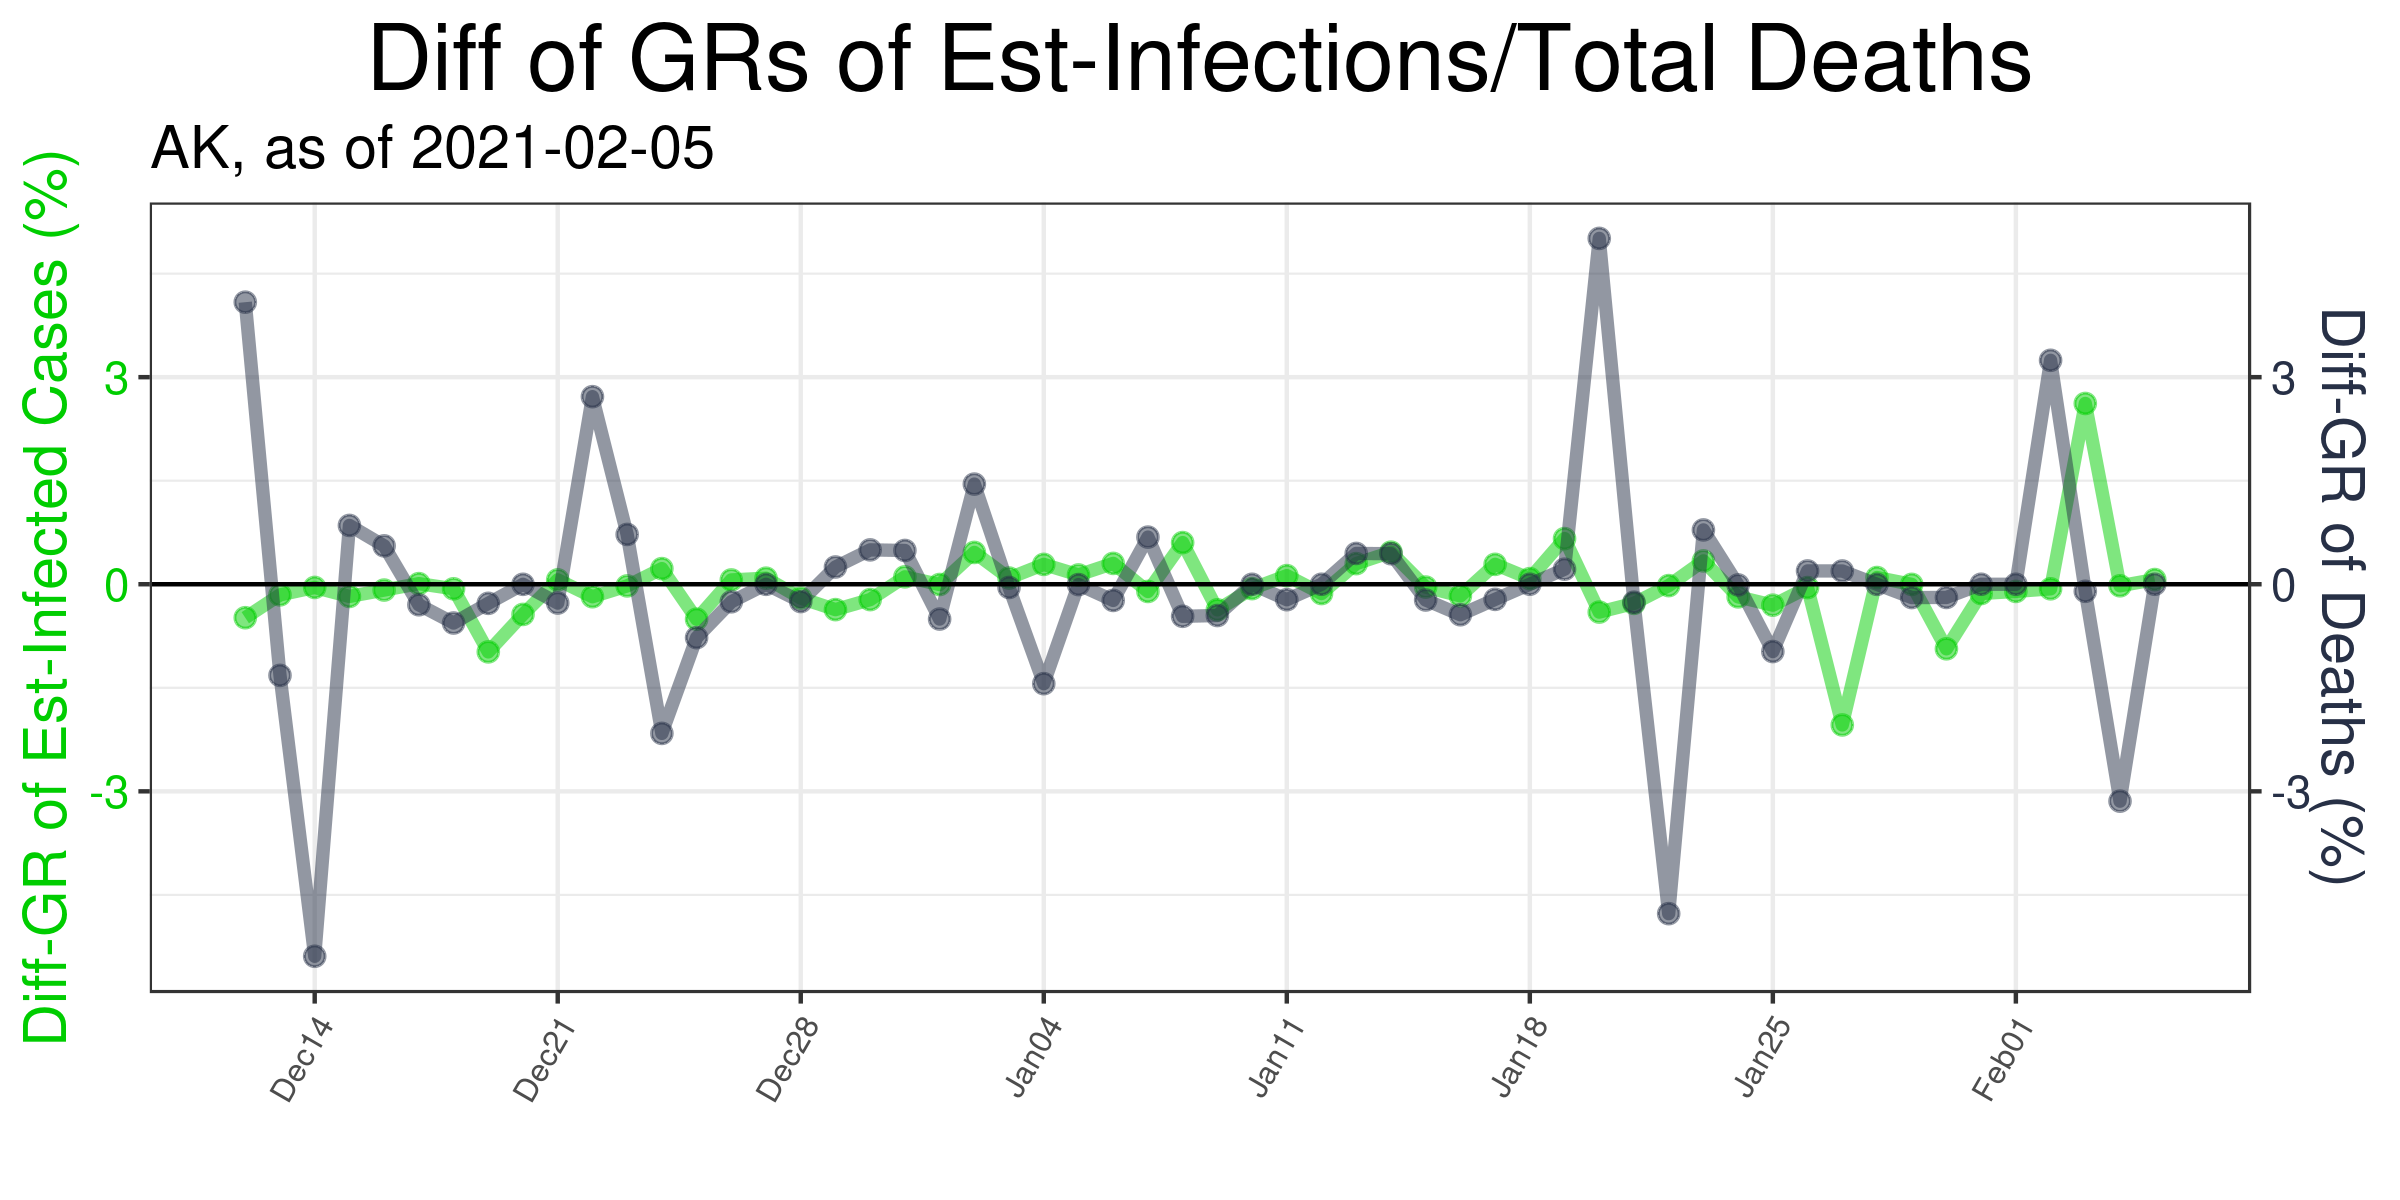 Diff of GRs of Est-Infections/Total Deaths
AK, as of 2021-02-05
Diff-GR of Est-Infected Cases (%)
3
0
-3
3
0
-3
Diff-GR of Deaths (%)
Dec14
Dec21
Dec28
Jan04
Jan11
Jan18
Jan25
Feb01